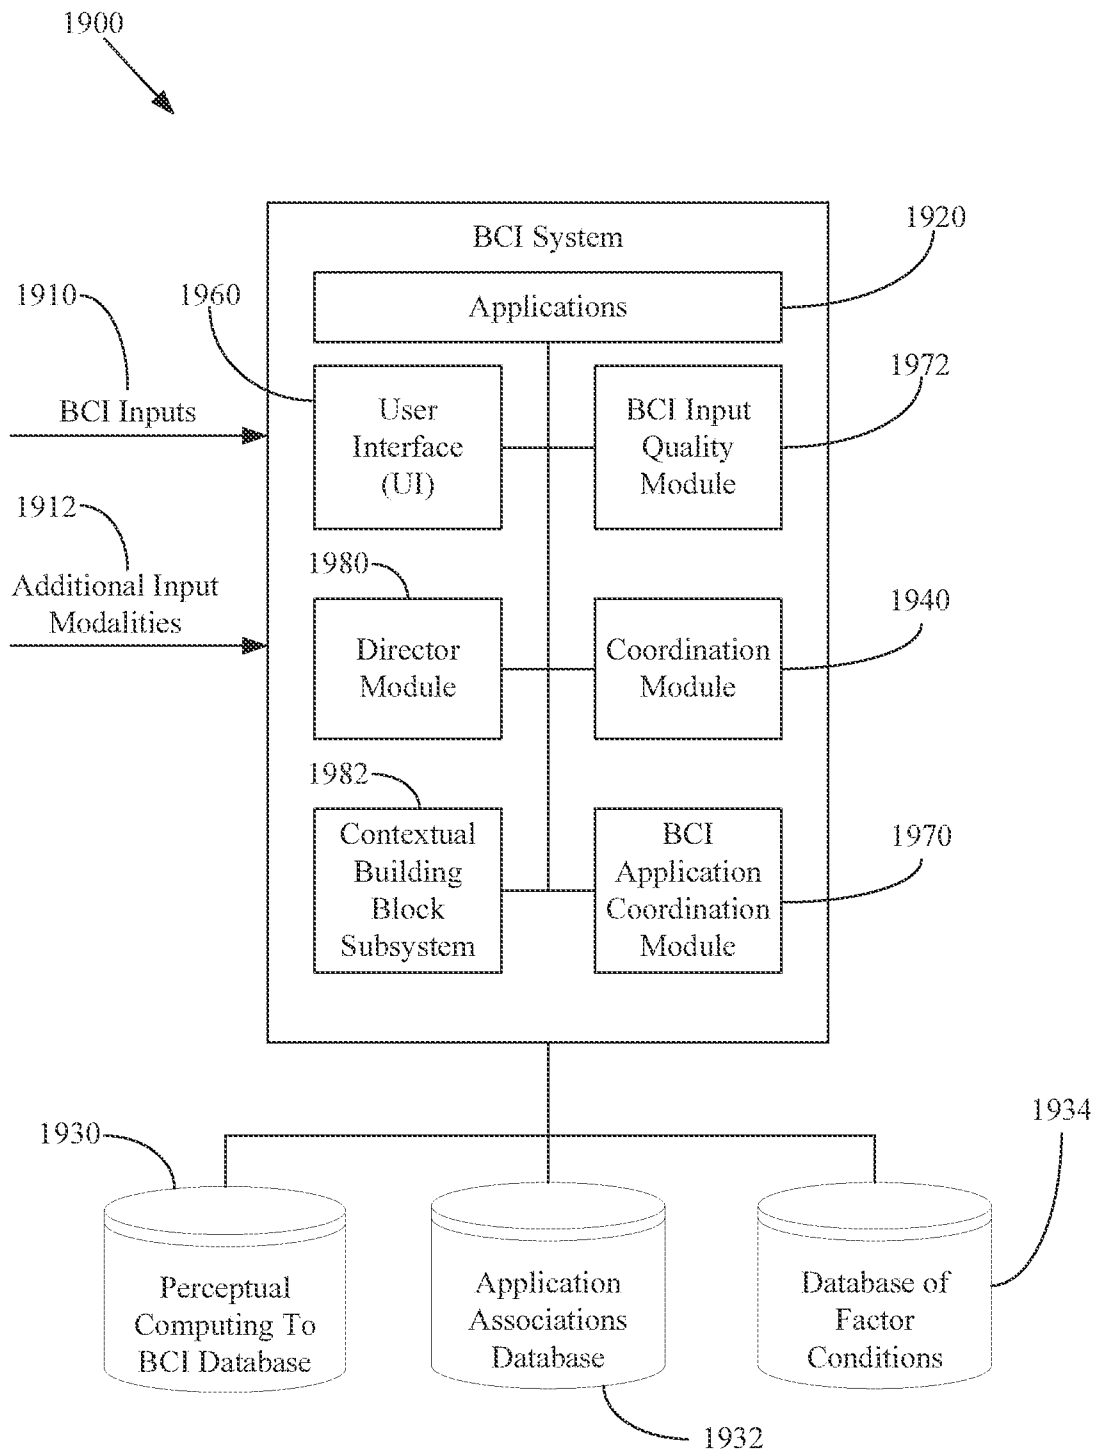 1900
BCI System
1920
Applications
1910
1960
BCI Inputs
User
Interface
(UI)
BCI Input
Quality
Module
1972
1912
Additional Input
Modalities
1980
Director
Module
Coordination
Module
1940
1982
Contextual
Building
Block
Subsystem
BCI
Application
Coordination
Module
1970
1930
1934
Perceptual
Computing To
BCI Database
Application
Associations
Database
Database of
Factor
Conditions
1932